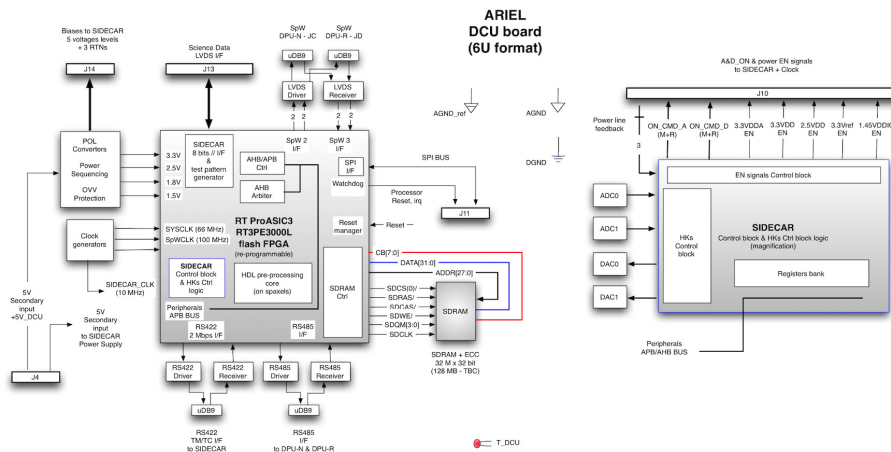 ARIEL
DCU board
(6U format)
Biases to SIDECAR
5 voltages levels
+ 3 RTNs
J14
Science Data
LVDS I/F
J13
SpW
DPU-N - JC
SpW
DPU-R - JD
uDB9
uDB9
LVDS
Driver
LVDS
Receiver
2
2
2
2
SpW 2
I/F
SpW 3
I/F
POL
Converters
Power
Sequencing
OVV
Protection
3.3V
2.5V
1.8V
1.5V
SIDECAR
8 bits // I/F
&
test pattern
generator
AHB/APB
Ctrl
AHB
Arbiter
SPI
I/F
Watchdog
SPI BUS
Processor
Reset, irq
J11
Reset
manager
Reset
RT ProASIC3
RT3PE3000L
flash FPGA
(re-programmable)
Clock
generators
SYSCLK (66 MHz)
SpWCLK (100 MHz)
SIDECAR_CLK
(10 MHz)
SIDECAR
Control block
& HKs Ctrl
logic
HDL pre-processing
core
(on spaxels)
SDRAM
Ctrl
Peripherals
APB BUS
RS422
2 Mbps I/F
RS485
I/F
CB[7:0]
DATA[31:0]
ADDR[27:0]
SDCS(0)/
SDRAS/
SDCAS/
SDWE/
SDQM[3:0]
SDCLK
SDRAM
SDRAM + ECC
32 M x 32 bit
(128 MB - TBC)
5V
Secondary
input
+5V_DCU
5V
Secondary
input
to SIDECAR
Power Supply
J4
RS422
Driver
RS422
Receiver
RS485
Driver
RS485
Receiver
uDB9
uDB9
RS422
TM/TC I/F
to SIDECAR
RS485
I/F
to DPU-N & DPU-R
T_DCU
AGND_ref
AGND
DGND
A&D_ON & power EN signals
to SIDECAR + Clock
J10
Power line
feedback
3
ON_CMD_A
(M+R)
ON_CMD_D
(M+R)
3.3VDDA
EN
3.3VDD
EN
2.5VDD
EN
3.3Vref
EN
1.45VDDIO
EN
EN signals Control block
ADC0
ADC1
DAC0
DAC1
HKs
Control
block
SIDECAR
Control block & HKs Ctrl block logic
(magnification)
Registers bank
Peripherals
APB/AHB BUS